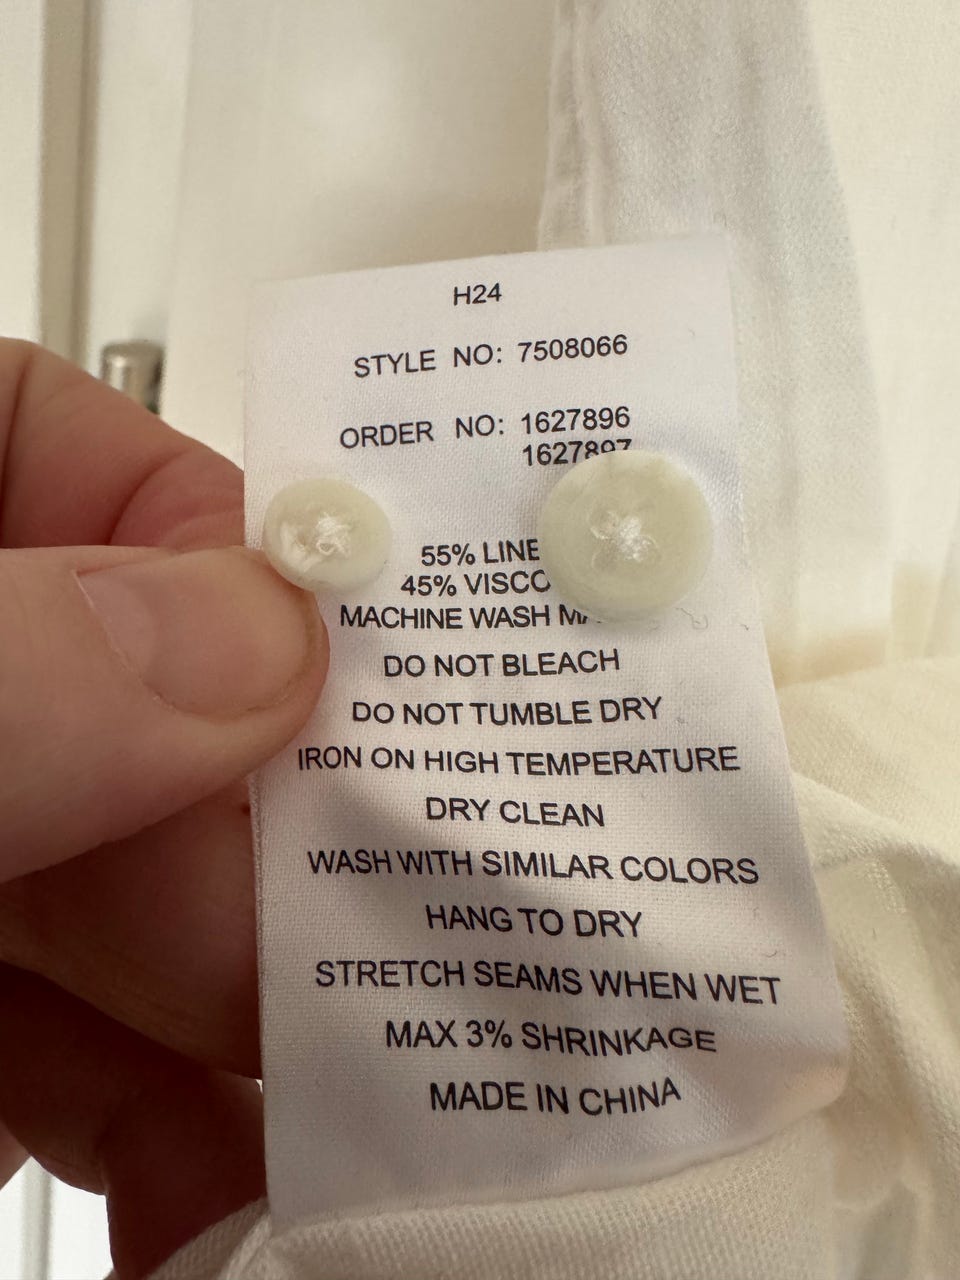 H24
STYLE NO: 7508066
ORDER NO: 1627896
1627897
55% LINE
45% VISCO
MACHINE WASH
DO NOT BLEACH
DO NOT TUMBLE DRY
IRON ON HIGH TEMPERATURE
DRY CLEAN
WASH WITH SIMILAR COLORS
HANG TO DRY
STRETCH SEAMS WHEN WET
MAX 3% SHRINKAGE
MADE IN CHINA